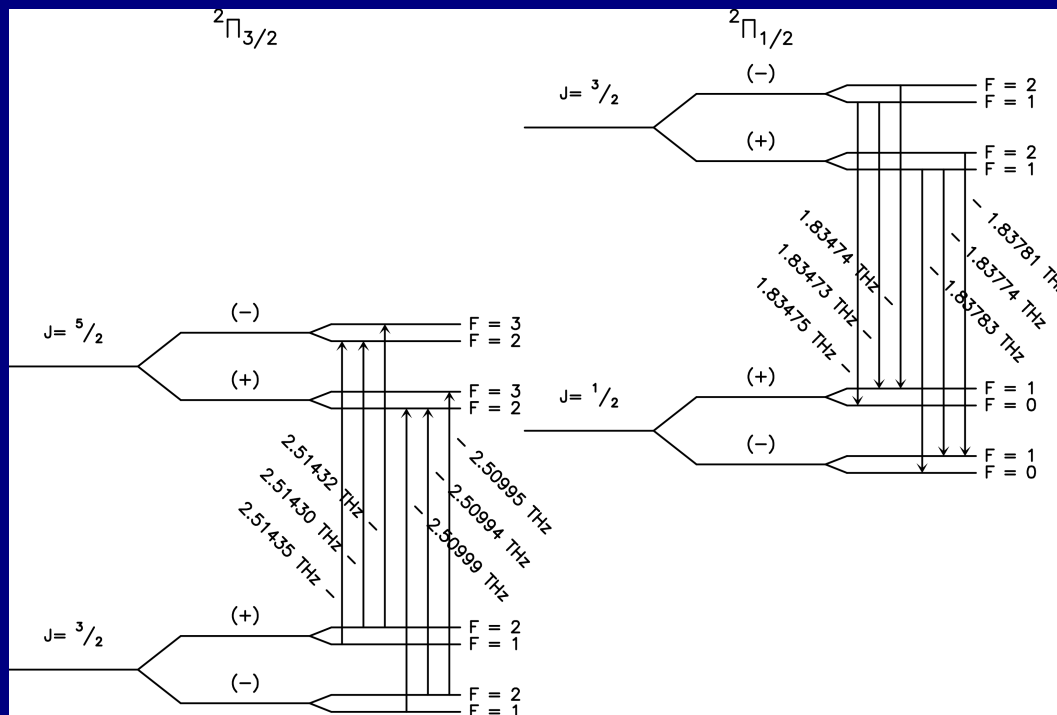 ²Π₃/₂
²Π₁/₂
J= ³/₂
(−)
F = 2
F = 1
(+)
F = 2
F = 1
1.83474 THz −
1.83473 THz −
1.83475 THz −
− 1.83781 THz
− 1.83774 THz
− 1.83783 THz
J= ⁵/₂
(−)
F = 3
F = 2
(+)
F = 3
F = 2
J= ¹/₂
(+)
F = 1
F = 0
(−)
F = 1
F = 0
2.51432 THz −
2.51430 THz −
2.51435 THz −
− 2.50995 THz
− 2.50994 THz
− 2.50999 THz
J= ³/₂
(+)
F = 2
F = 1
(−)
F = 2
F = 1